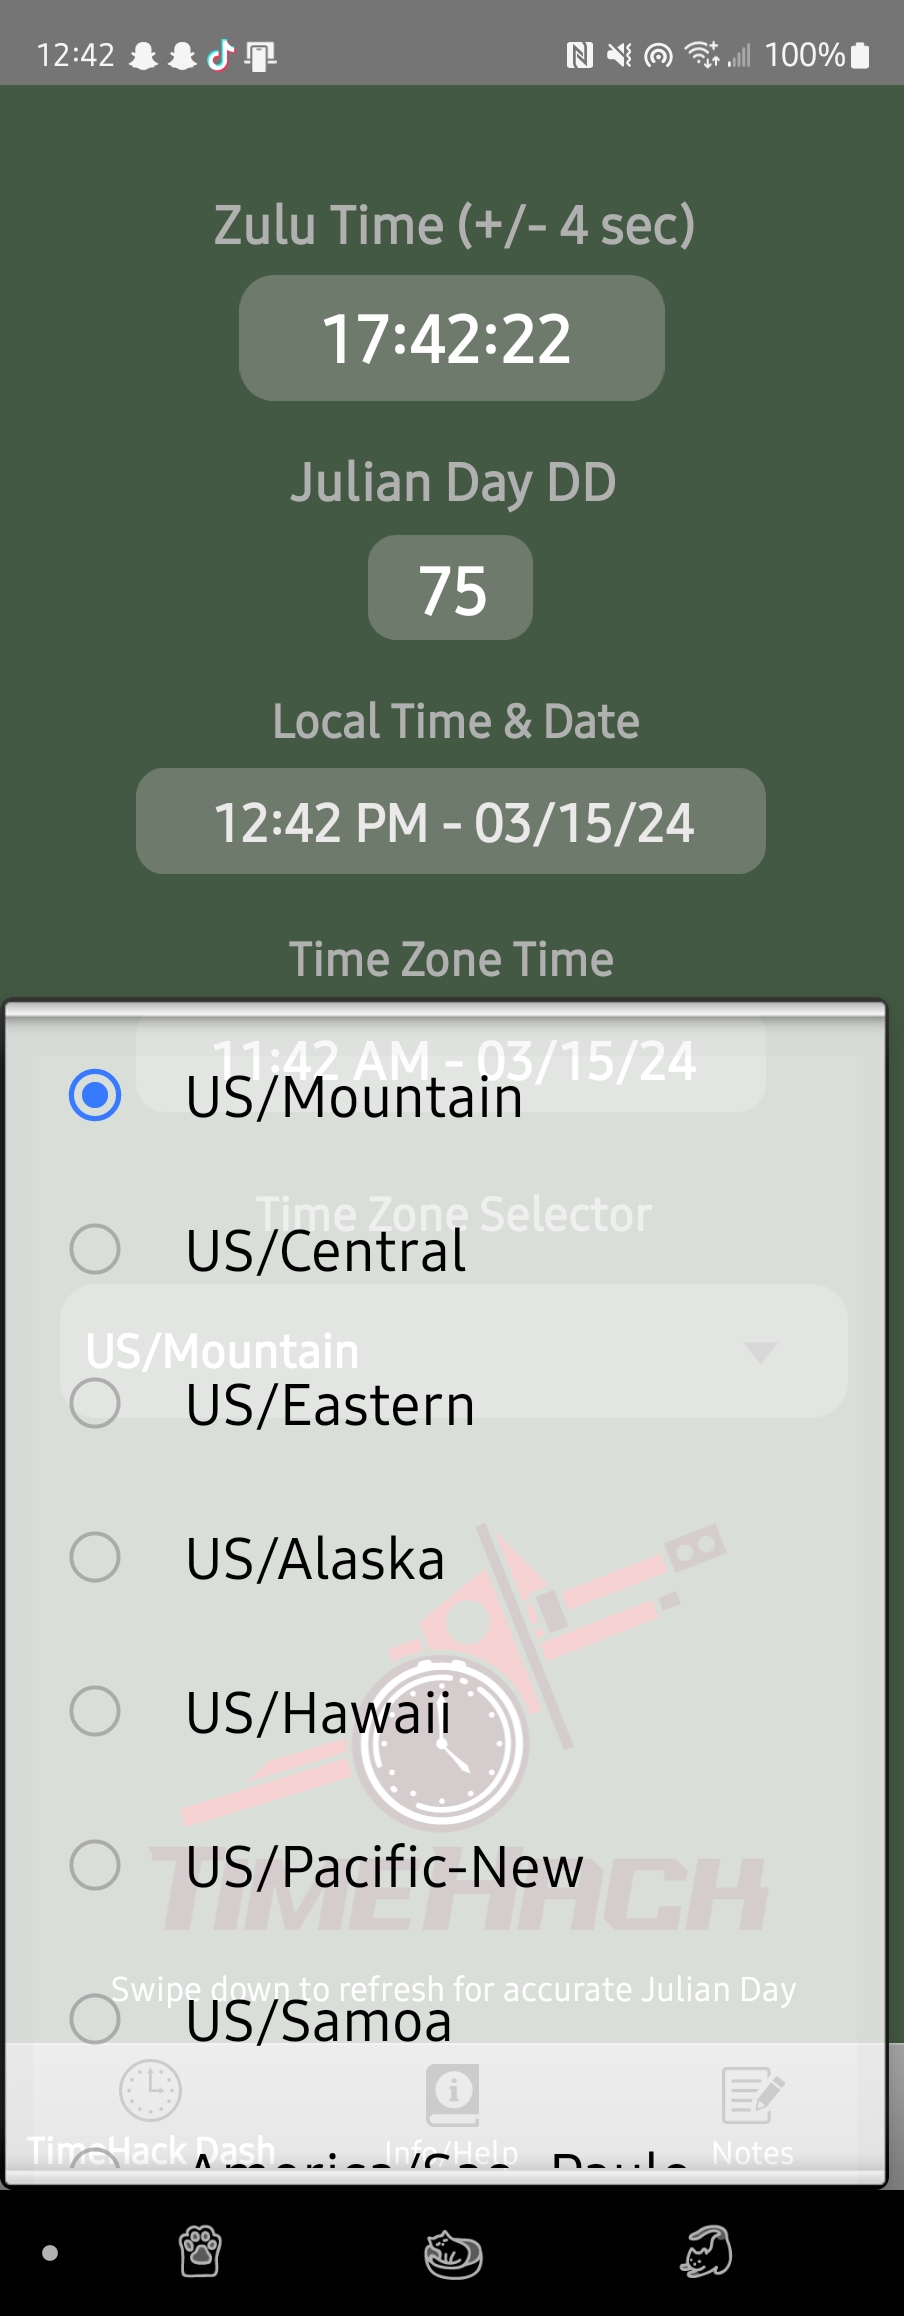 12:42
100%
Zulu Time (+/- 4 sec)
17:42:22
Julian Day DD
75
Local Time & Date
12:42 PM - 03/15/24
Time Zone Time
11:42 AM - 03/15/24
US/Mountain
Time Zone Selector
US/Central
US/Mountain
US/Eastern
US/Alaska
US/Hawaii
US/Pacific-New
TIMEHACK
Swipe down to refresh for accurate Julian Day
US/Samoa
TimeHack Dash
Info/Help
Notes
America/Sao_Paulo